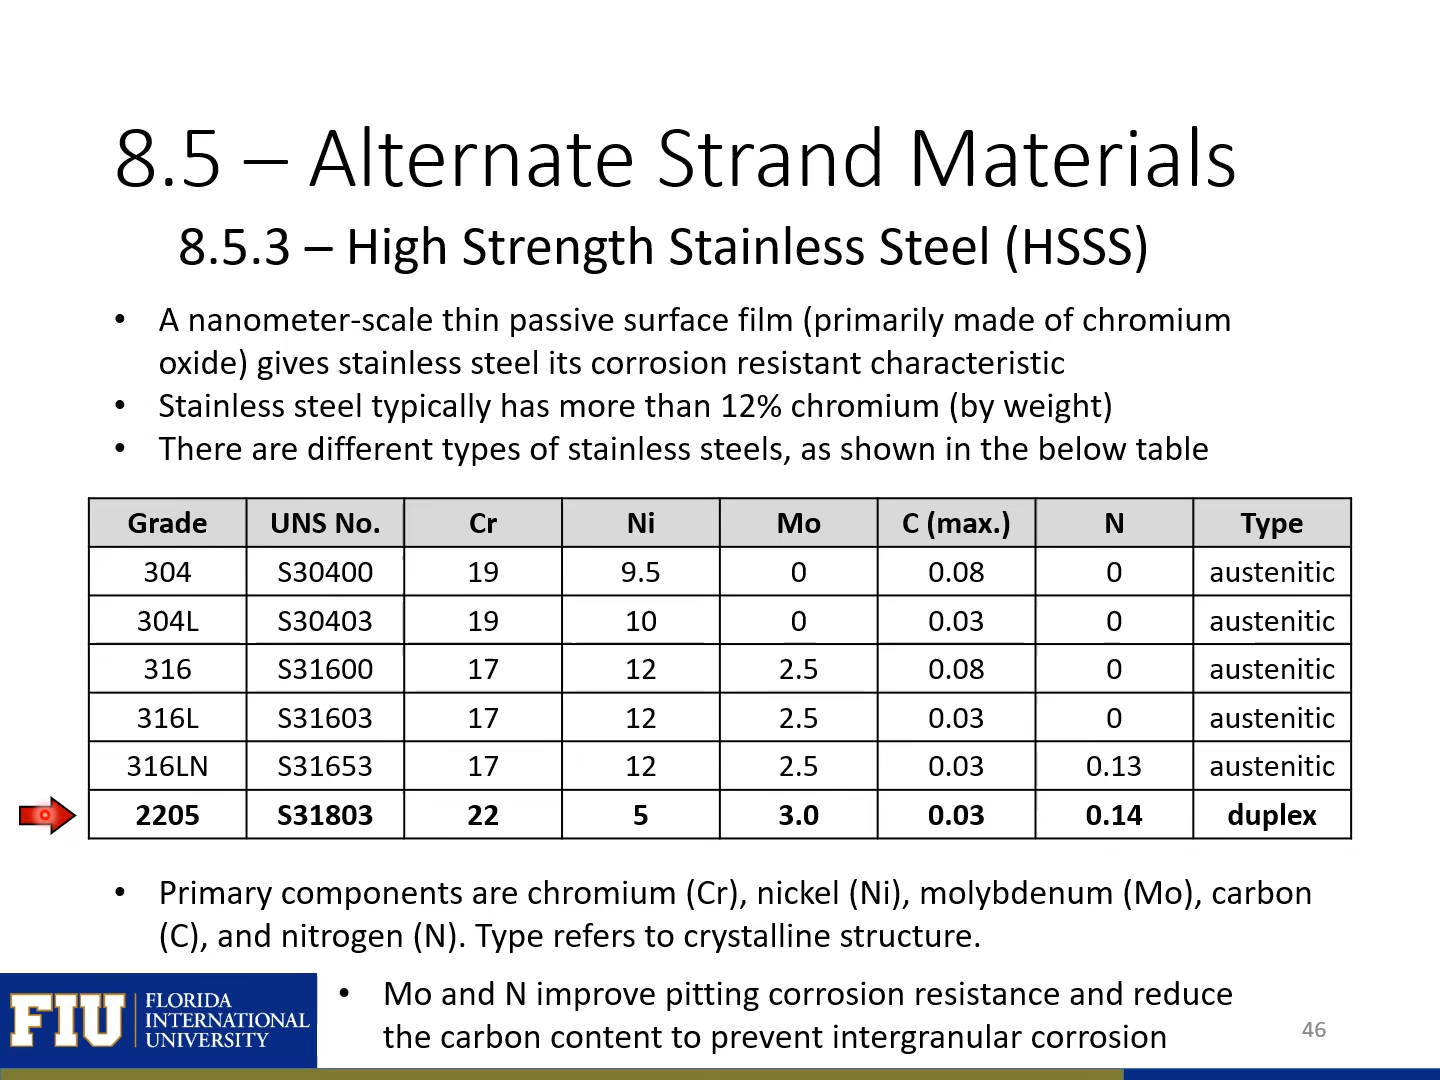 8.5 – Alternate Strand Materials
8.5.3 – High Strength Stainless Steel (HSSS)
• A nanometer-scale thin passive surface film (primarily made of chromium
oxide) gives stainless steel its corrosion resistant characteristic
• Stainless steel typically has more than 12% chromium (by weight)
• There are different types of stainless steels, as shown in the below table
Grade UNS No. Cr Ni Mo C (max.) N Type
304 S30400 19 9.5 0 0.08 0 austenitic
304L S30403 19 10 0 0.03 0 austenitic
316 S31600 17 12 2.5 0.08 0 austenitic
316L S31603 17 12 2.5 0.03 0 austenitic
316LN S31653 17 12 2.5 0.03 0.13 austenitic
2205 S31803 22 5 3.0 0.03 0.14 duplex
• Primary components are chromium (Cr), nickel (Ni), molybdenum (Mo), carbon
(C), and nitrogen (N). Type refers to crystalline structure.
• Mo and N improve pitting corrosion resistance and reduce
the carbon content to prevent intergranular corrosion
FIU
FLORIDA
INTERNATIONAL
UNIVERSITY
46